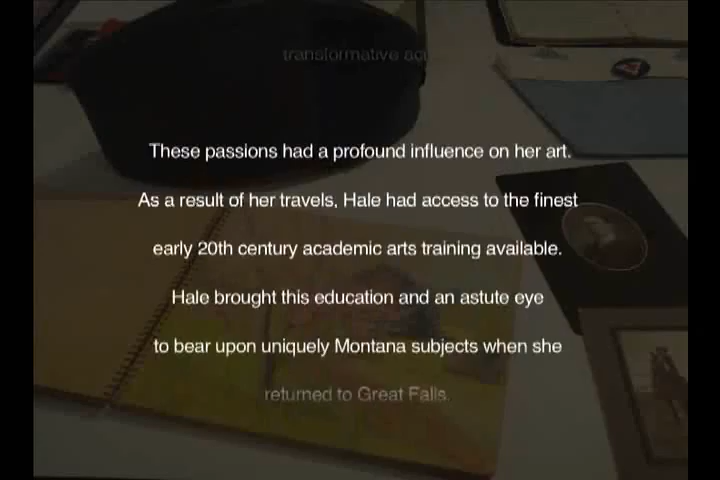 transformative
These passions had a profound influence on her art.
As a result of her travels, Hale had access to the finest
early 20th century academic arts training available.
Hale brought this education and an astute eye
to bear upon uniquely Montana subjects when she
returned to Great Falls.